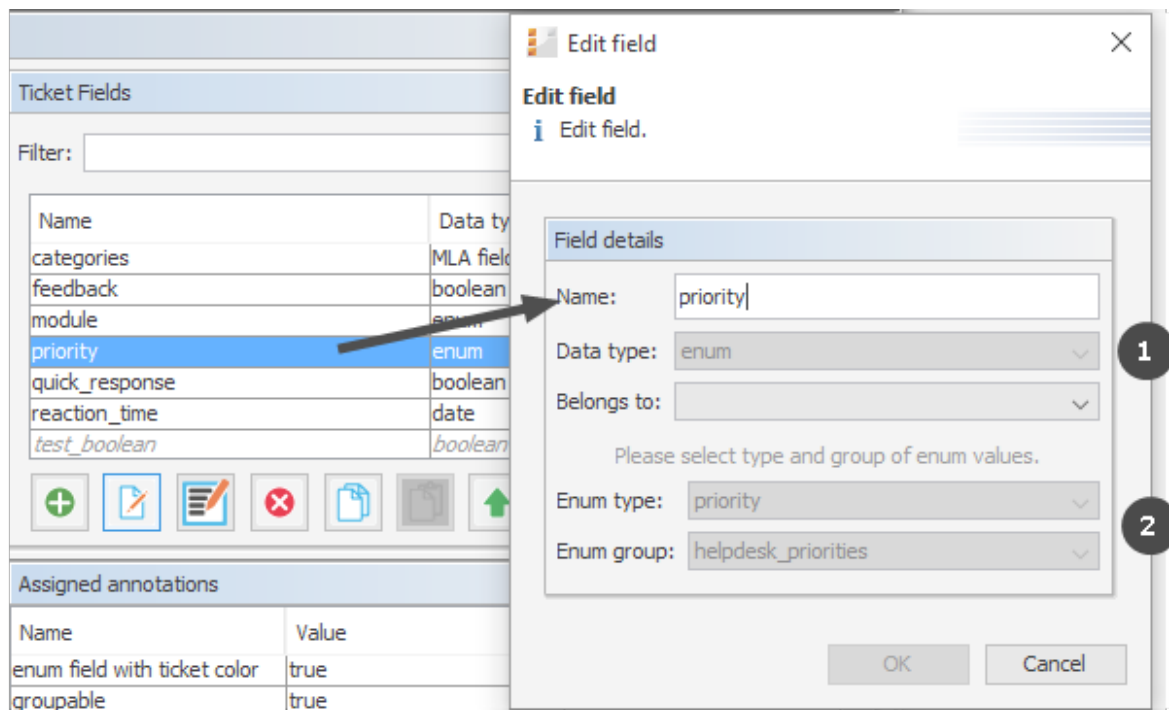 Ticket Fields
Filter:
Name Data ty
categories MLA field
feedback boolean
module enum
priority enum
quick_response boolean
reaction_time date
test_boolean boolean
Assigned annotations
Name Value
enum field with ticket color true
groupable true
Edit field
Edit field
i Edit field.
Field details
Name: priority
Data type: enum
1
Belongs to:
Please select type and group of enum values.
Enum type: priority
2
Enum group: helpdesk_priorities
OK Cancel